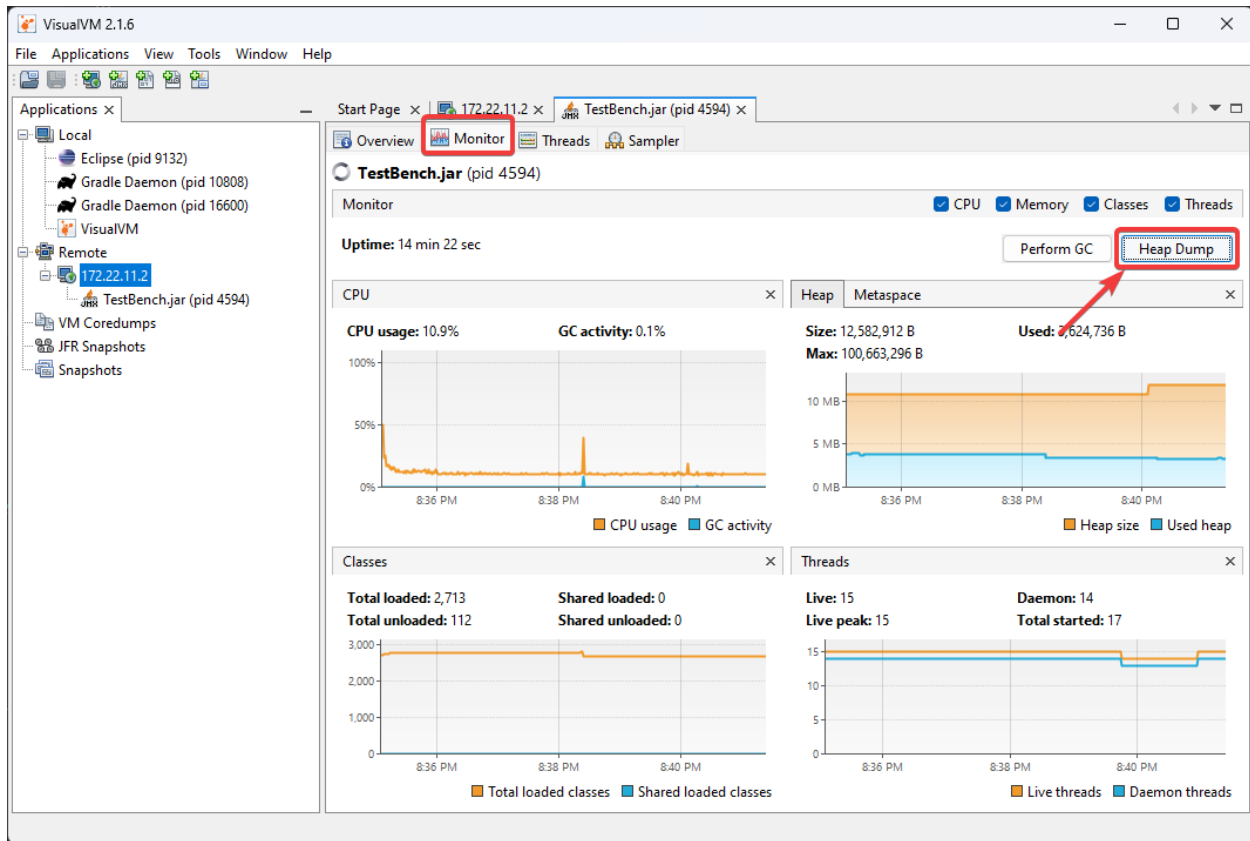 VisualVM 2.1.6
File Applications View Tools Window Help
Applications
Start Page
172.22.11.2
TestBench.jar (pid 4594)
Local
Eclipse (pid 9132)
Gradle Daemon (pid 10808)
Gradle Daemon (pid 16600)
VisualVM
Remote
172.22.11.2
TestBench.jar (pid 4594)
VM Coredumps
JFR Snapshots
Snapshots
Overview Monitor Threads Sampler
TestBench.jar (pid 4594)
Monitor CPU Memory Classes Threads
Uptime: 14 min 22 sec
Perform GC Heap Dump
CPU
CPU usage: 10.9% GC activity: 0.1%
100%
50%
0%
8:36 PM 8:38 PM 8:40 PM
CPU usage GC activity
Heap Metaspace
Size: 12,582,912 B Used: 3,624,736 B
Max: 100,663,296 B
10 MB
5 MB
0 MB
8:36 PM 8:38 PM 8:40 PM
Heap size Used heap
Classes
Total loaded: 2,713 Shared loaded: 0
Total unloaded: 112 Shared unloaded: 0
3,000
2,000
1,000
0
8:36 PM 8:38 PM 8:40 PM
Total loaded classes Shared loaded classes
Threads
Live: 15 Daemon: 14
Live peak: 15 Total started: 17
15
10
5
0
8:36 PM 8:38 PM 8:40 PM
Live threads Daemon threads